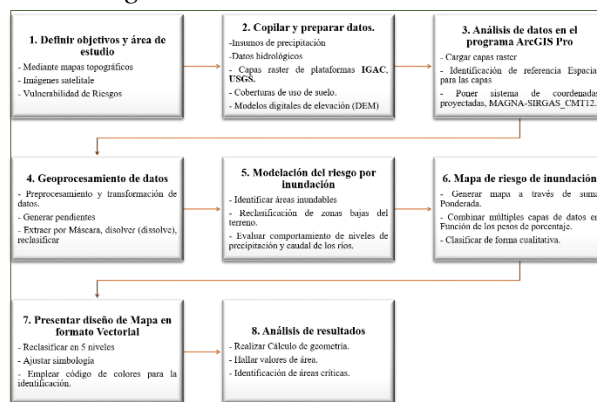 1. Definir objetivos y área de
estudio
- Mediante mapas topográficos
- Imágenes satelitale
- Vulnerabilidad de Riesgos
2. Copilar y preparar datos.
-Insumos de precipitación
-Datos hidrológicos
- Capas raster de plataformas IGAC,
USGS.
- Coberturas de uso de suelo.
- Modelos digitales de elevación (DEM)
3. Análisis de datos en el
programa ArcGIS Pro
- Cargar capas raster
- Identificación de referencia Espacial
para las capas
- Poner sistema de coordenadas
proyectadas, MAGNA-SIRGAS_CMT12.
4. Geoprocesamiento de datos
- Preprocesamiento y transformación de
datos.
- Generar pendientes
- Extraer por Máscara, disolver (dissolve),
reclasificar
5. Modelación del riesgo por
inundación
- Identificar áreas inundables
- Reclasificación de zonas bajas del
terreno.
- Evaluar comportamiento de niveles de
precipitación y caudal de los ríos.
6. Mapa de riesgo de inundación
- Generar mapa a través de suma
Ponderada.
- Combinar múltiples capas de datos en
Función de los pesos de porcentaje.
- Clasificar de forma cualitativa.
7. Presentar diseño de Mapa en
formato Vectorial
- Reclasificar en 5 niveles
- Ajustar simbología
- Emplear código de colores para la
identificación.
8. Análisis de resultados
- Realizar Cálculo de geometría.
- Hallar valores de área.
- Identificación de áreas críticas.